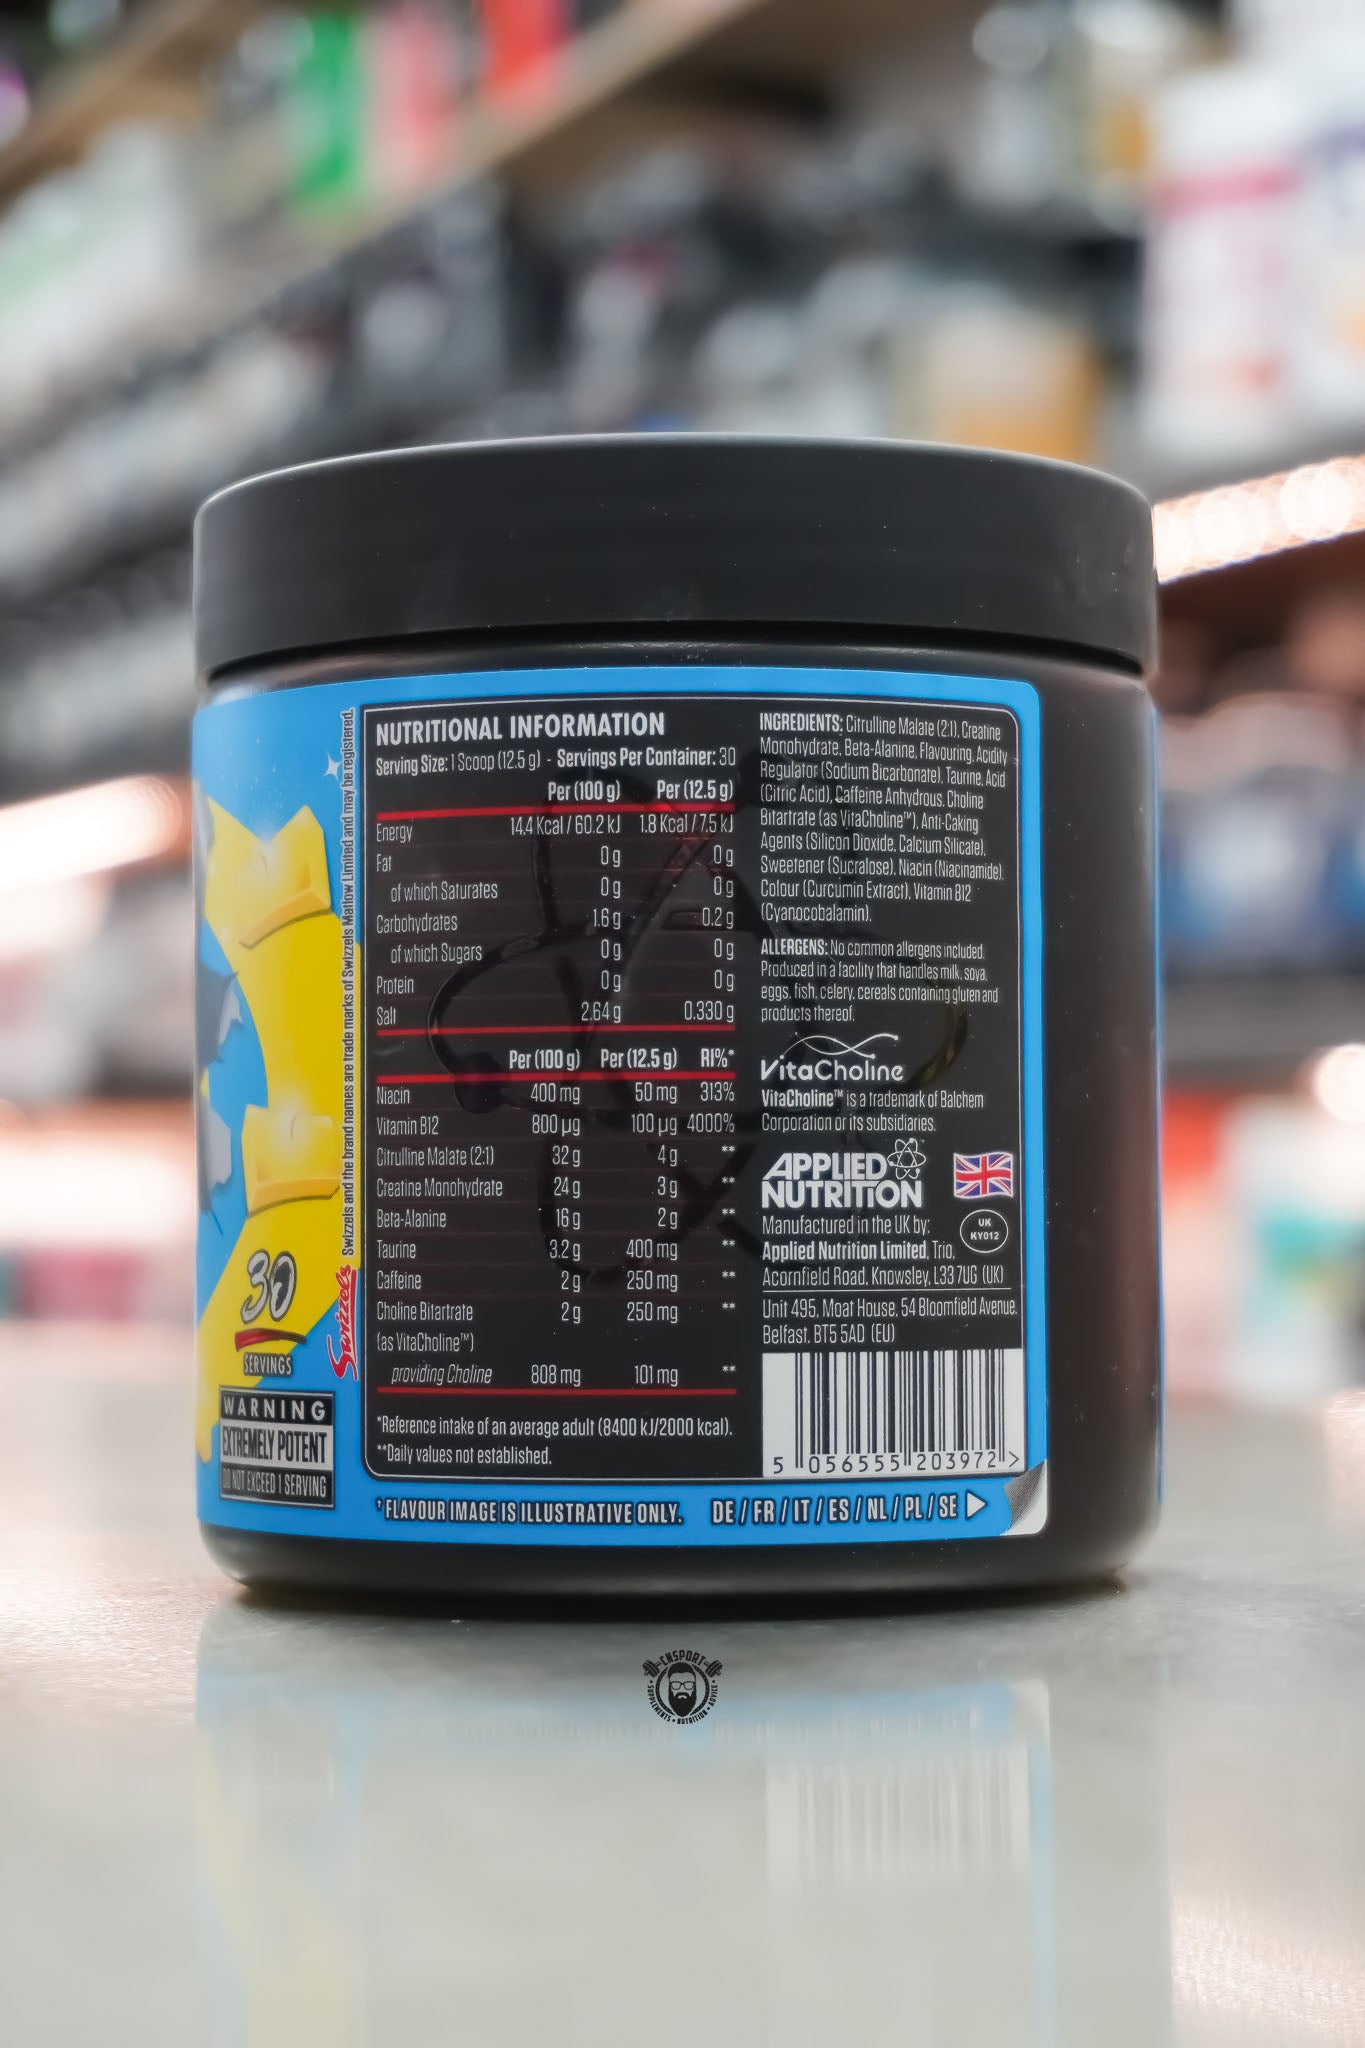 NUTRITIONAL INFORMATION
Serving Size: 1 Scoop (12.5 g) - Servings Per Container: 30
Per (100 g) Per (12.5 g)
Energy 14.4 Kcal / 60.2 kJ 1.8 Kcal / 7.5 kJ
Fat 0 g 0 g
of which Saturates 0 g 0 g
Carbohydrates 1.6 g 0.2 g
of which Sugars 0 g 0 g
Protein 0 g 0 g
Salt 2.64 g 0.330 g
Per (100 g) Per (12.5 g) RI%*
Niacin 400 mg 50 mg 313%
Vitamin B12 800 µg 100 µg 4000%
Citrulline Malate (2:1) 32 g 4 g **
Creatine Monohydrate 24 g 3 g **
Beta-Alanine 16 g 2 g **
Taurine 3.2 g 400 mg **
Caffeine 2 g 250 mg **
Choline Bitartrate 2 g 250 mg **
(as VitaCholine™)
providing Choline 808 mg 101 mg **
*Reference intake of an average adult (8400 kJ/2000 kcal).
**Daily values not established.
INGREDIENTS: Citrulline Malate (2:1), Creatine
Monohydrate, Beta-Alanine, Flavouring, Acidity
Regulator (Sodium Bicarbonate), Taurine, Acid
(Citric Acid), Caffeine Anhydrous, Choline
Bitartrate (as VitaCholine™), Anti-Caking
Agents (Silicon Dioxide, Calcium Silicate),
Sweetener (Sucralose), Niacin (Niacinamide),
Colour (Curcumin Extract), Vitamin B12
(Cyanocobalamin).
ALLERGENS: No common allergens included.
Produced in a facility that handles milk, soya,
eggs, fish, celery, cereals containing gluten and
products thereof.
VitaCholine
VitaCholine™ is a trademark of Balchem
Corporation or its subsidiaries.
APPLIED
NUTRITION
Manufactured in the UK by:
Applied Nutrition Limited, Trio,
Acornfield Road, Knowsley, L33 7UG (UK)
UK
KY012
Unit 495, Moat House, 54 Bloomfield Avenue,
Belfast, BT5 5AD (EU)
5 056555 203972 >
Swizzels and the brand names are trade marks of Swizzels Matlow Limited and may be registered.
Swizzels
30
SERVINGS
WARNING
EXTREMELY POTENT
DO NOT EXCEED 1 SERVING
*FLAVOUR IMAGE IS ILLUSTRATIVE ONLY. DE / FR / IT / ES / NL / PL / SE
CNSPORT
SUPPLEMENTS • NUTRITION • ADVICE